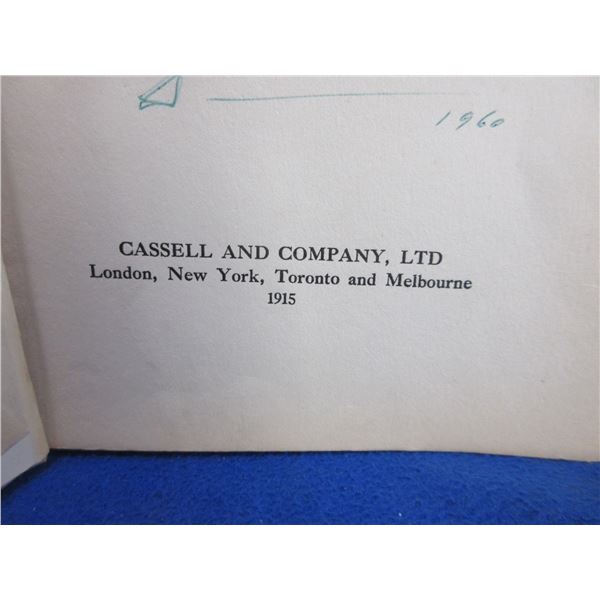 1960
CASSELL AND COMPANY, LTD
London, New York, Toronto and Melbourne
1915